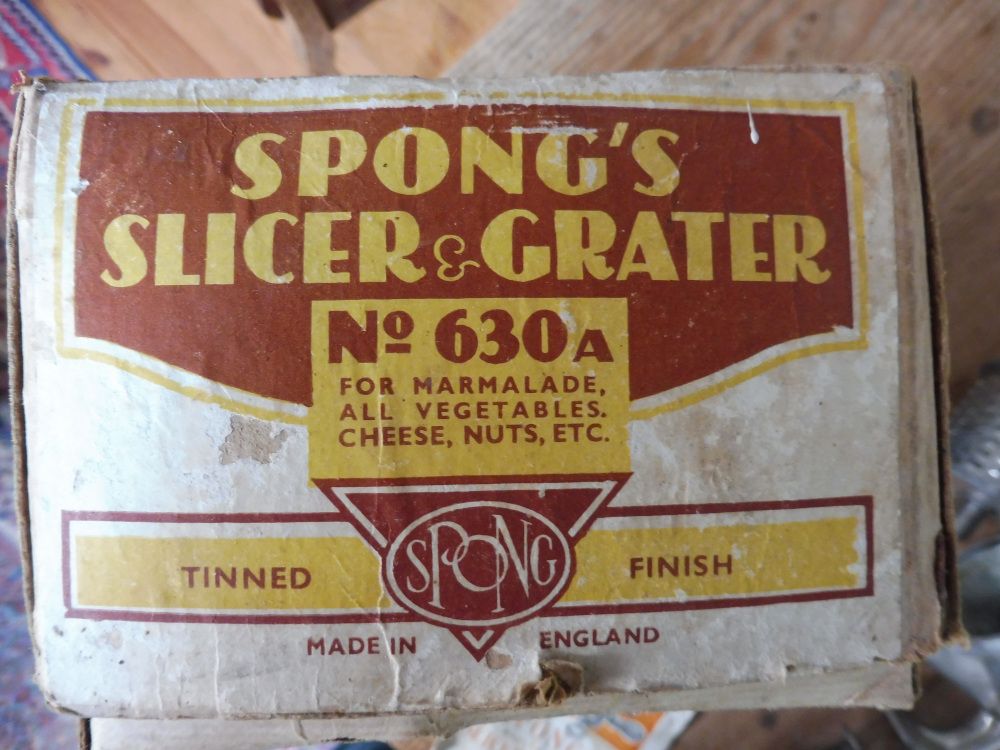 SPONG'S
SLICER & GRATER
Nº 630A
FOR MARMALADE,
ALL VEGETABLES.
CHEESE, NUTS, ETC.
SPONG
TINNED FINISH
MADE IN ENGLAND